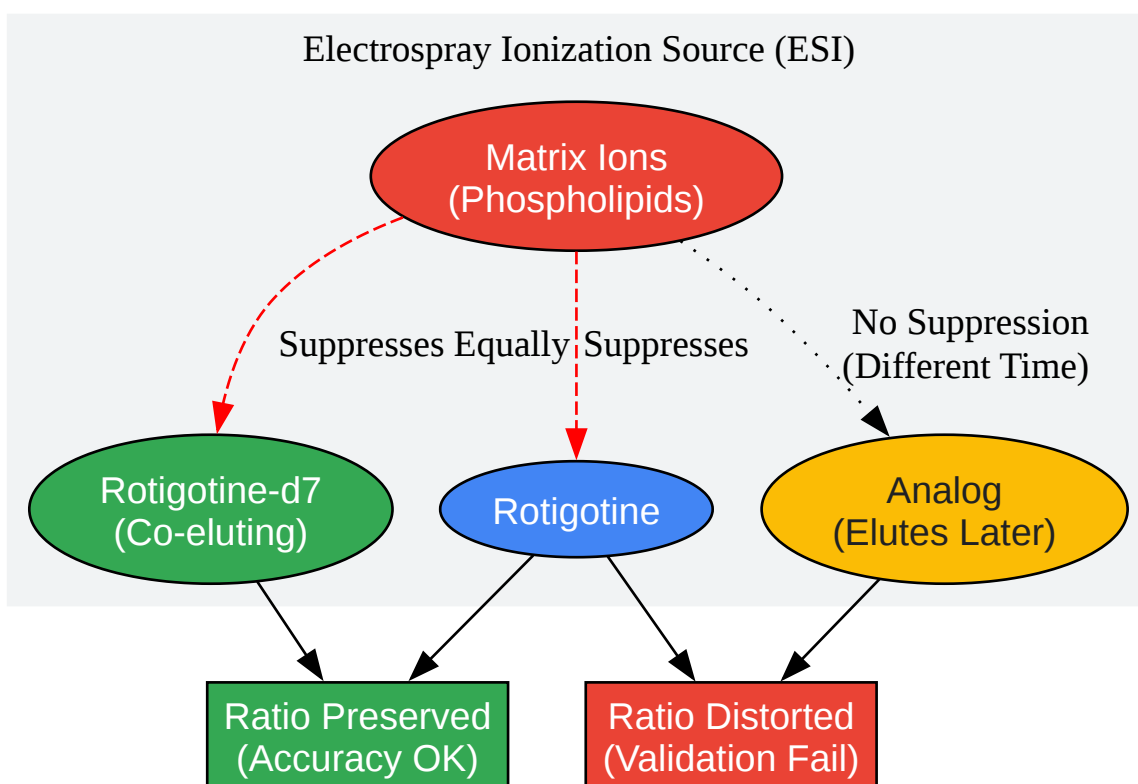 Electrospray Ionization Source (ESI)
Matrix Ions
(Phospholipids)
Suppresses Equally
Suppresses
No Suppression
(Different Time)
Rotigotine-d7
(Co-eluting)
Rotigotine
Analog
(Elutes Later)
Ratio Preserved
(Accuracy OK)
Ratio Distorted
(Validation Fail)